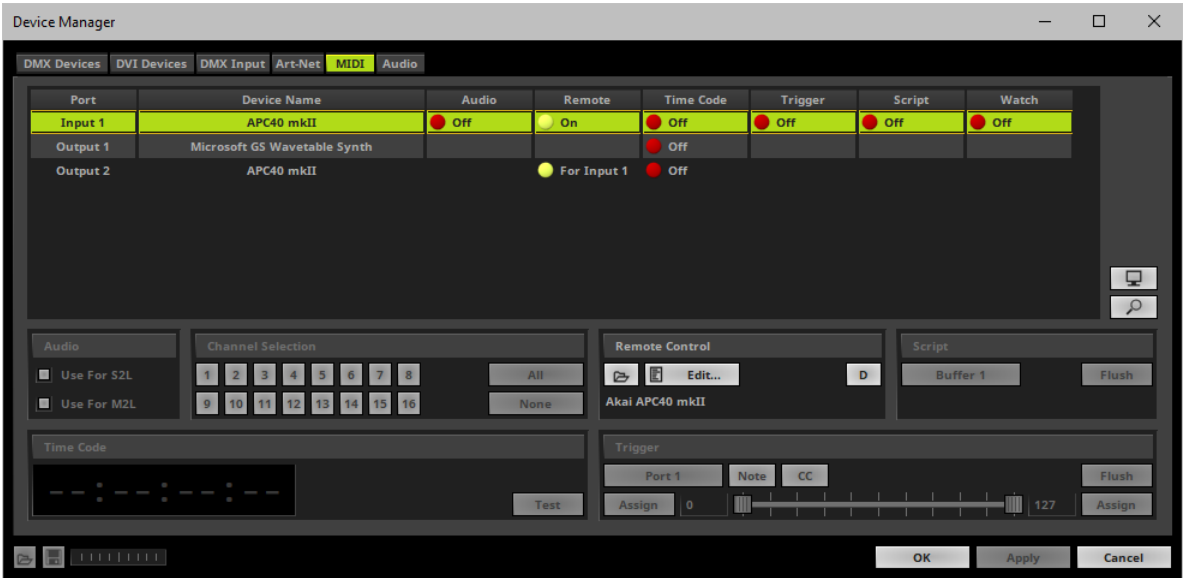 Device Manager
DMX Devices DVI Devices DMX Input Art-Net MIDI Audio
Port Device Name Audio Remote Time Code Trigger Script Watch
Input 1 APC40 mkII Off On Off Off Off Off
Output 1 Microsoft GS Wavetable Synth Off
Output 2 APC40 mkII For Input 1 Off
Audio Channel Selection Remote Control Script
Use For S2L 1 2 3 4 5 6 7 8 All Edit... D Buffer 1 Flush
Use For M2L 9 10 11 12 13 14 15 16 None Akai APC40 mkII
Time Code Trigger
--:--:--:-- Port 1 Note CC Flush
Test Assign 0 127 Assign
OK Apply Cancel